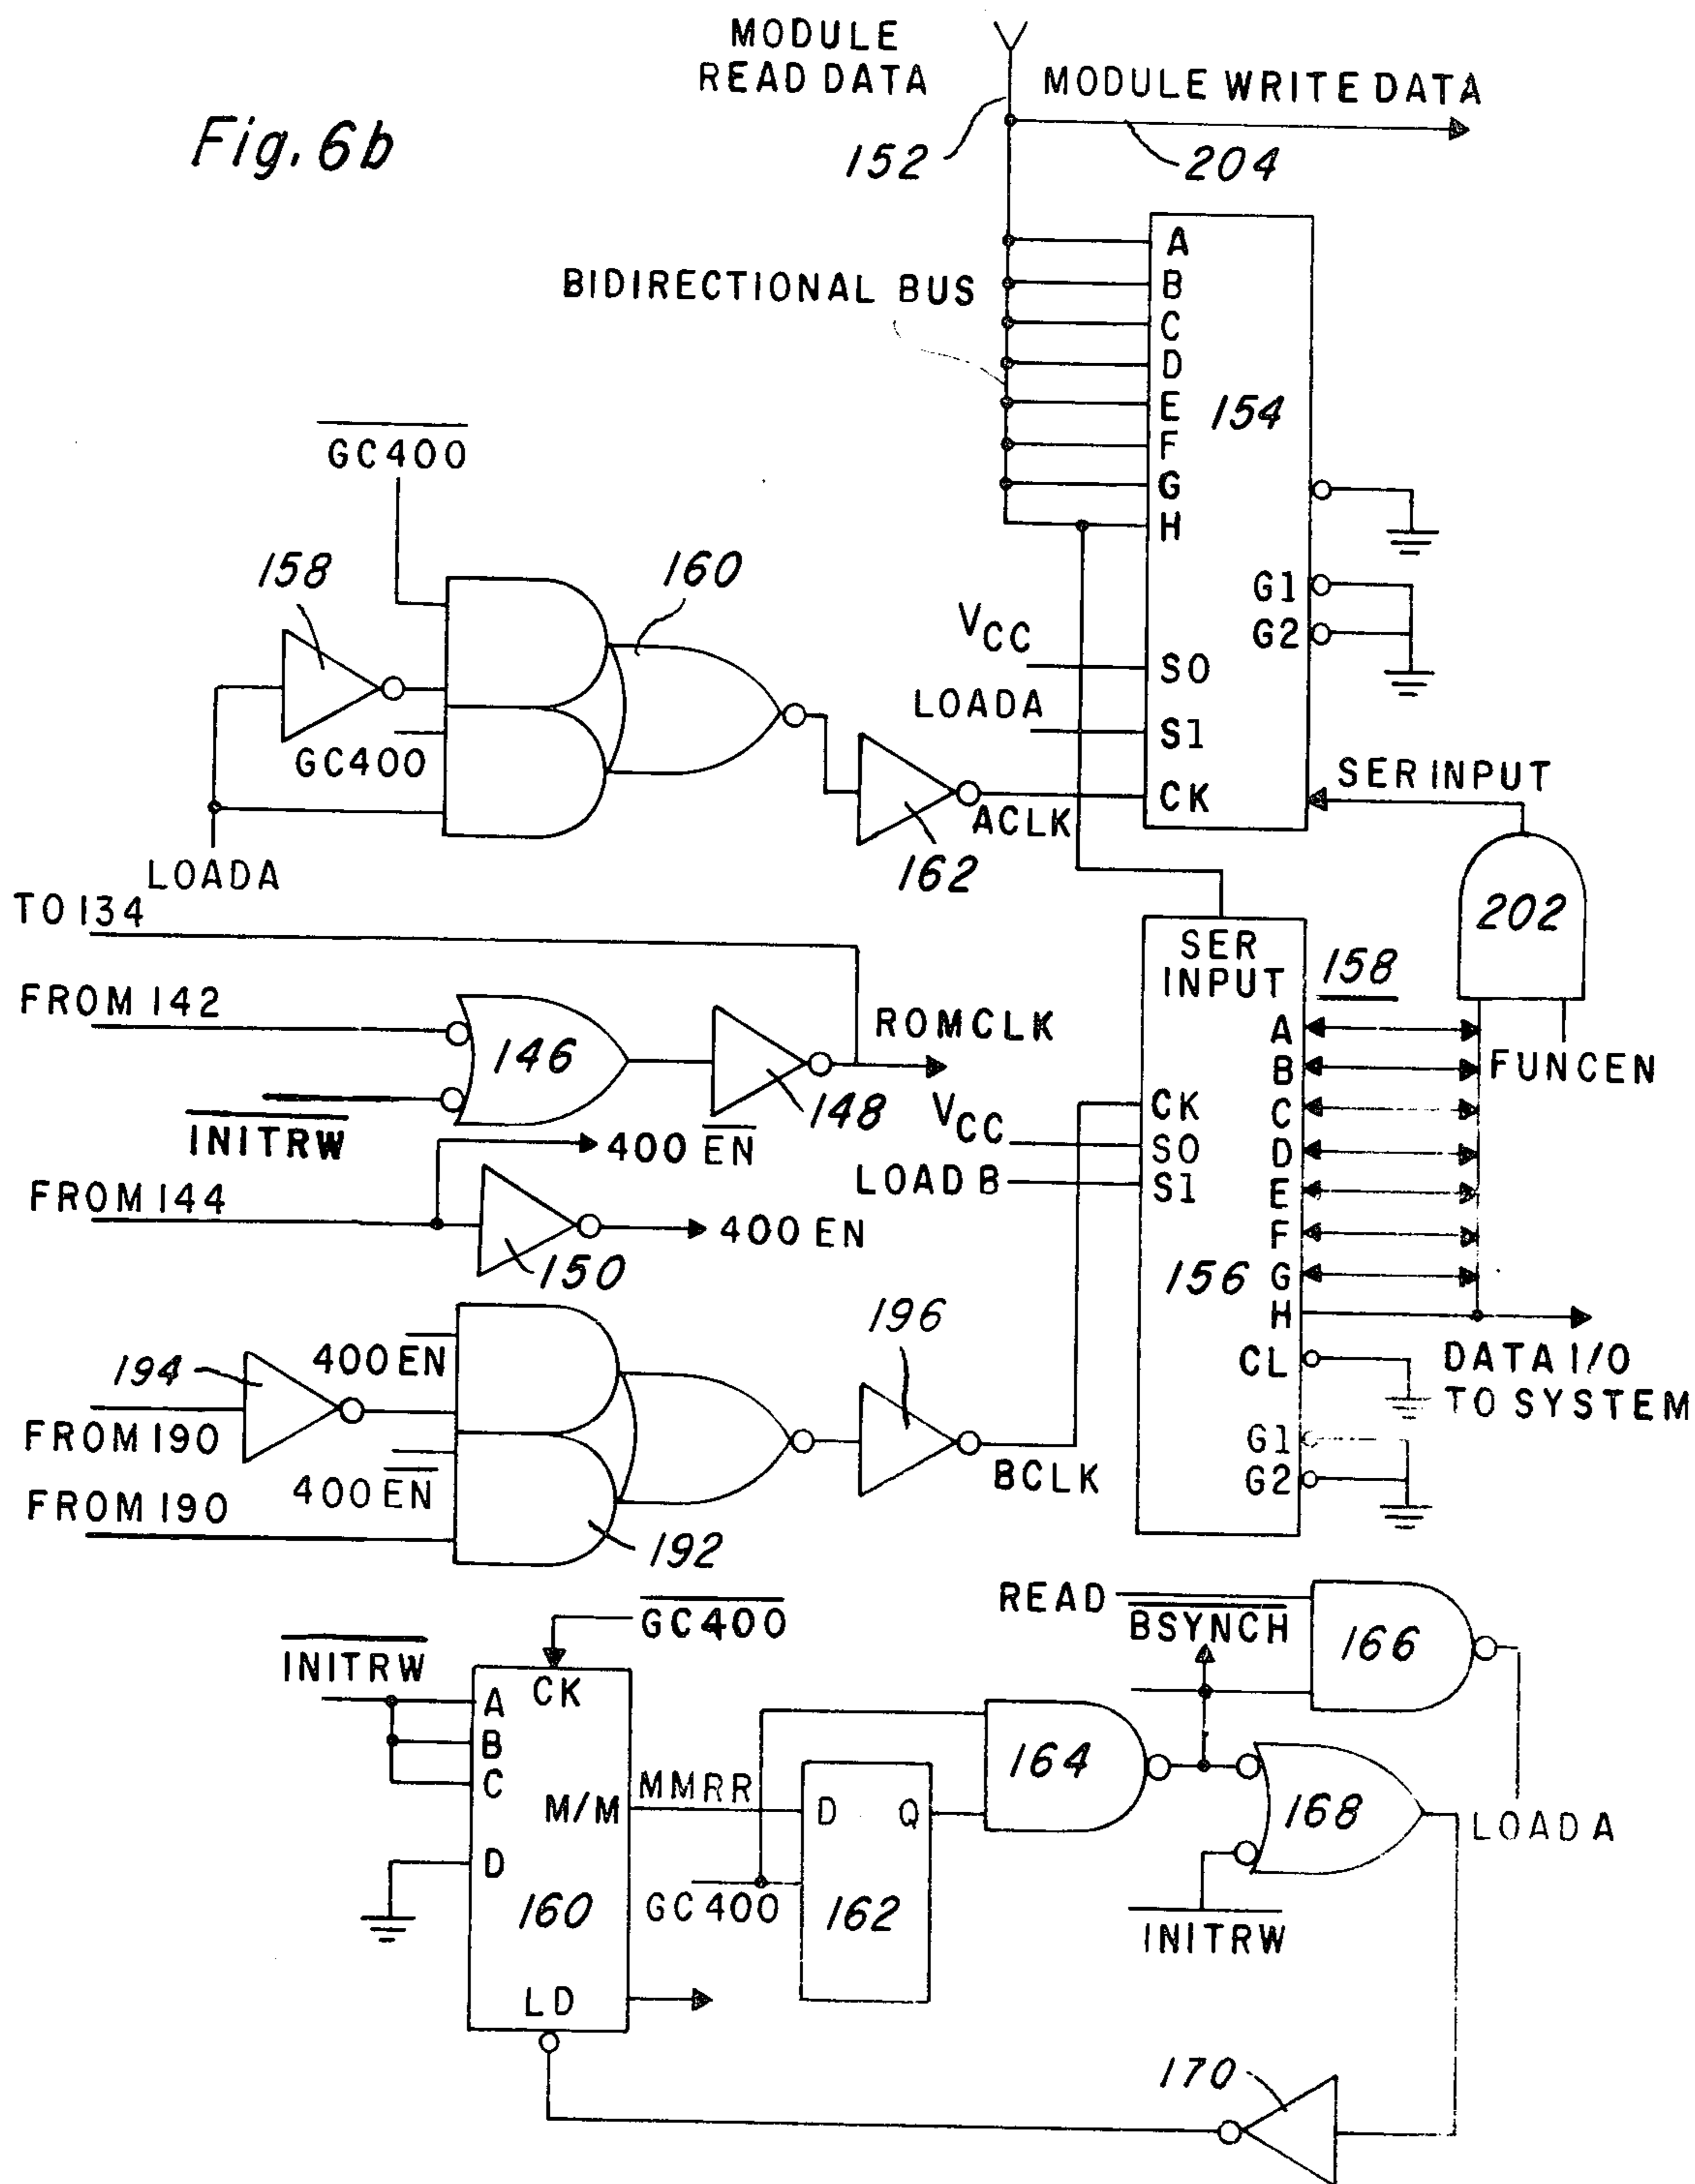 Fig. 6b
MODULE
READ DATA
MODULE WRITE DATA
152
204
BIDIRECTIONAL BUS
A
B
C
D
E
F
G
H
154
G1
G2
S0
S1
CK
VCC
LOADA
GC400
158
160
GC400
LOADA
162
ACLK
SER INPUT
202
FUNCEN
TO 134
FROM 142
146
INITRW
148
ROMCLK
FROM 144
400 EN
150
400 EN
SER
INPUT
158
A
B
C
D
E
F
G
H
156
CK
S0
S1
VCC
LOAD B
CL
G1
G2
DATA I/O
TO SYSTEM
194
400 EN
FROM 190
400 EN
FROM 190
192
196
BCLK
GC400
INITRW
CK
A
B
C
D
M/M
160
LD
MMRR
GC400
D
Q
162
164
READ
BSYNCH
166
168
LOADA
INITRW
170